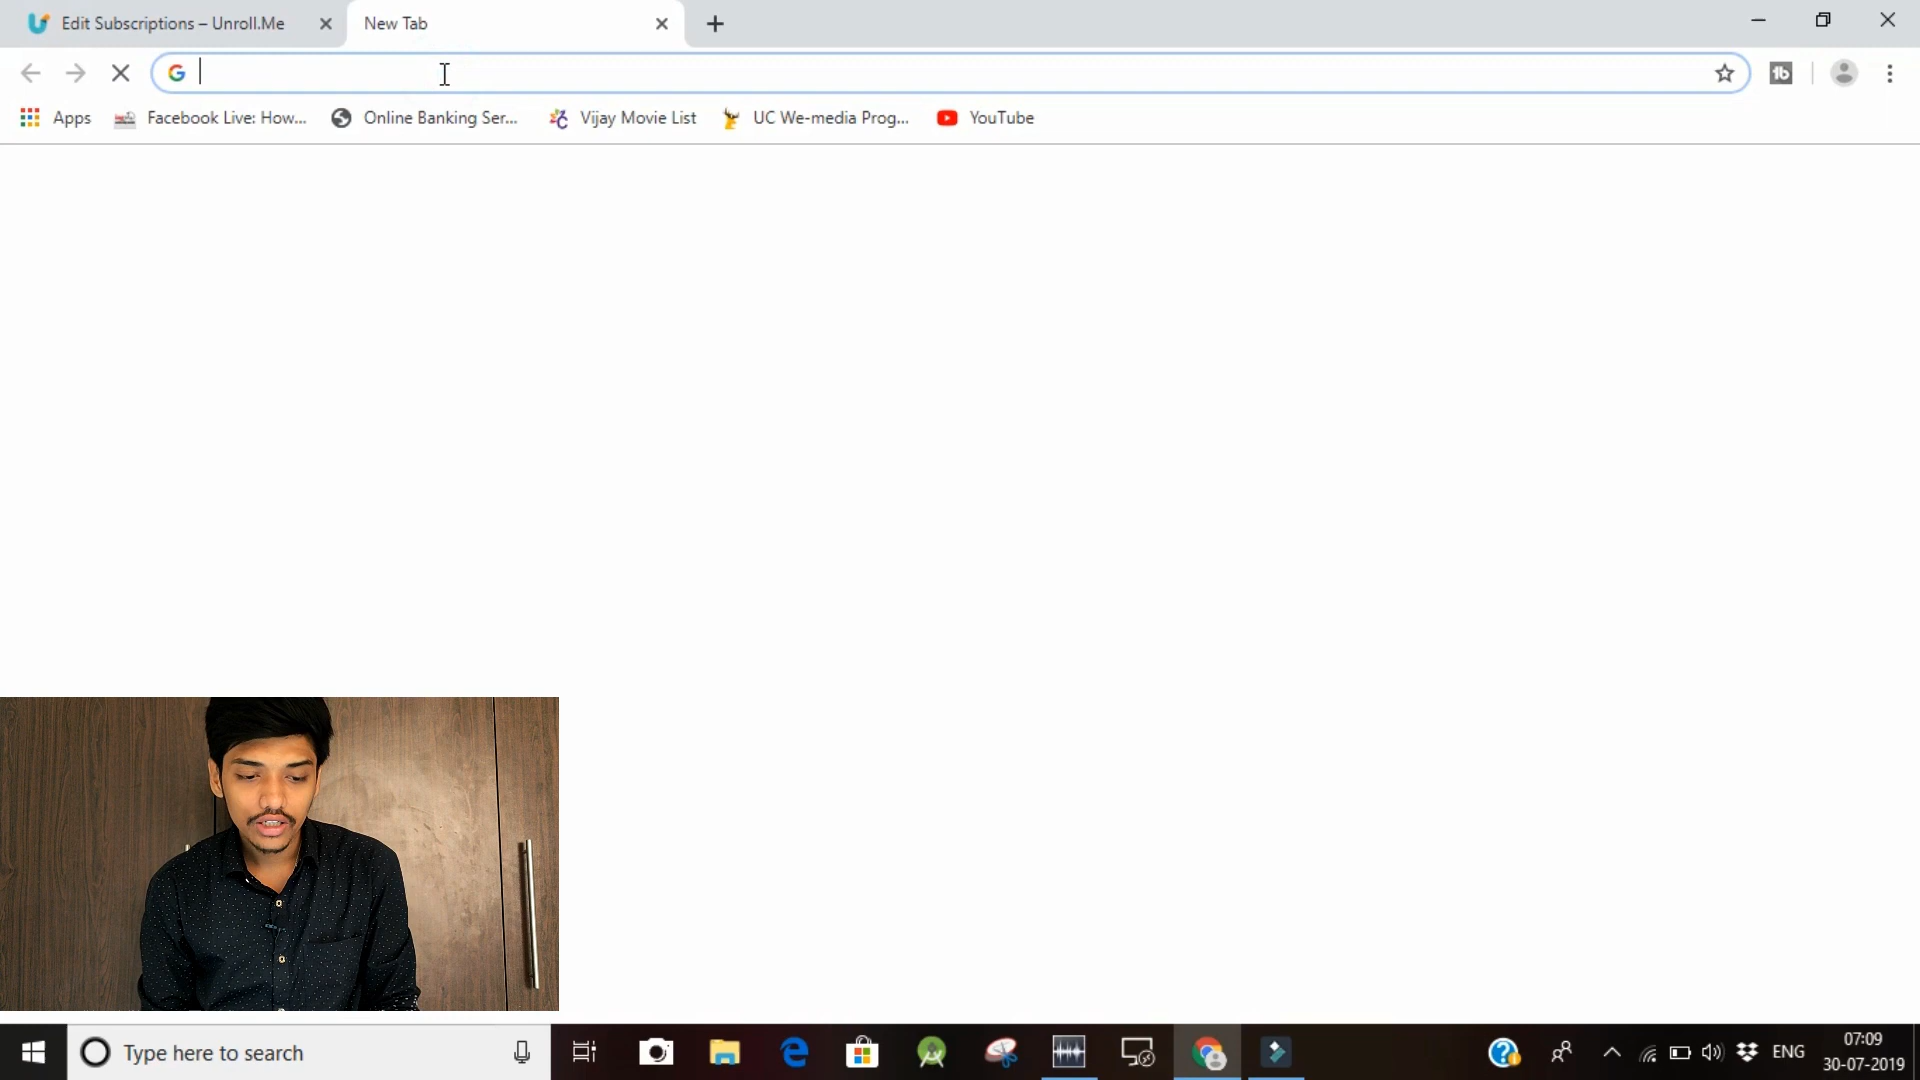 Edit Subscriptions – Unroll.Me
New Tab
Apps
Facebook Live: How...
Online Banking Ser...
Vijay Movie List
UC We-media Prog...
YouTube
Type here to search
ENG
07:09
30-07-2019